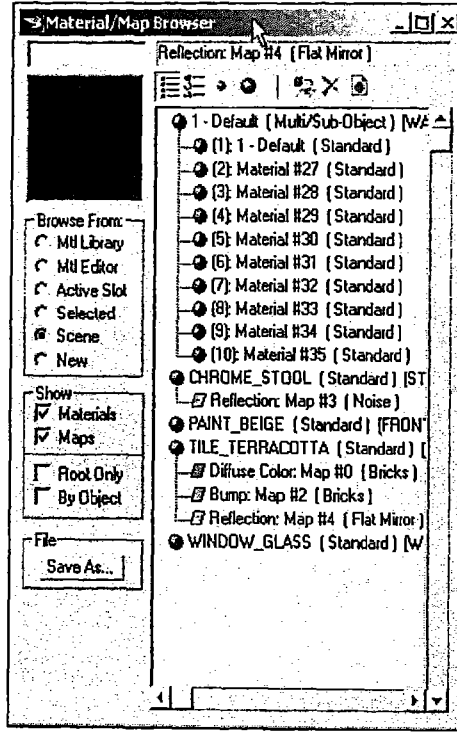 Material/Map Browser
Reflection: Map #4 (Flat Mirror)
1 - Default (Multi/Sub-Object) [WA
(1): 1 - Default (Standard)
(2): Material #27 (Standard)
(3): Material #28 (Standard)
(4): Material #29 (Standard)
(5): Material #30 (Standard)
(6): Material #31 (Standard)
(7): Material #32 (Standard)
(8): Material #33 (Standard)
(9): Material #34 (Standard)
(10): Material #35 (Standard)
CHROME_STOOL (Standard) [ST
Reflection: Map #3 (Noise)
PAINT_BEIGE (Standard) [FRONT
TILE_TERRACOTTA (Standard) [
Diffuse Color: Map #0 (Bricks)
Bump: Map #2 (Bricks)
Reflection: Map #4 (Flat Mirror)
WINDOW_GLASS (Standard) [W
Browse From:
Mtl Library
Mtl Editor
Active Slot
Selected
Scene
New
Show
Materials
Maps
Root Only
By Object
File
Save As...